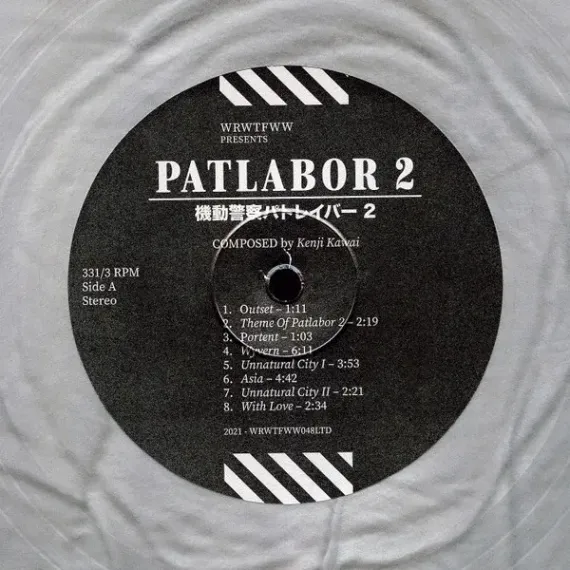 WRWTFWW
PRESENTS
PATLABOR 2
機動警察パトレイバー 2
COMPOSED by Kenji Kawai
331/3 RPM
Side A
Stereo
1. Outset – 1:11
2. Theme Of Patlabor 2 – 2:19
3. Portent – 1:03
4. Wyvern – 6:11
5. Unnatural City I – 3:53
6. Asia – 4:42
7. Unnatural City II – 2:21
8. With Love – 2:34
2021 - WRWTFWW048LTD